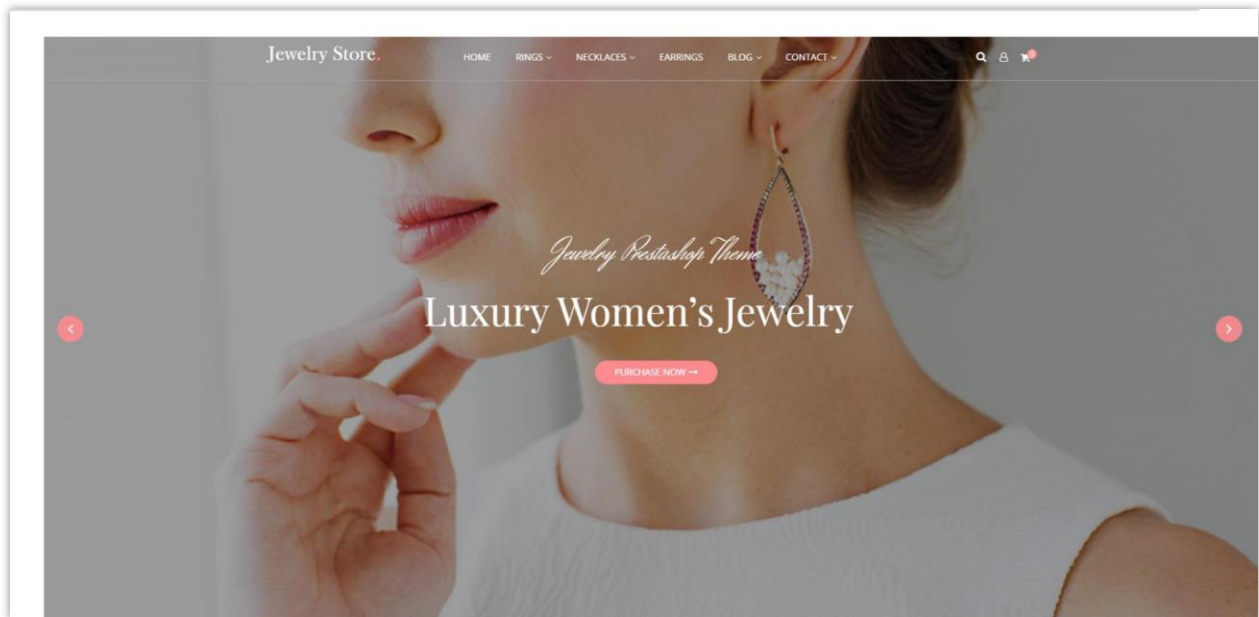 Jewelry Store.
HOME RINGS NECKLACES EARRINGS BLOG CONTACT
0
Jewelry Prestashop Theme
Luxury Women's Jewelry
PURCHASE NOW →